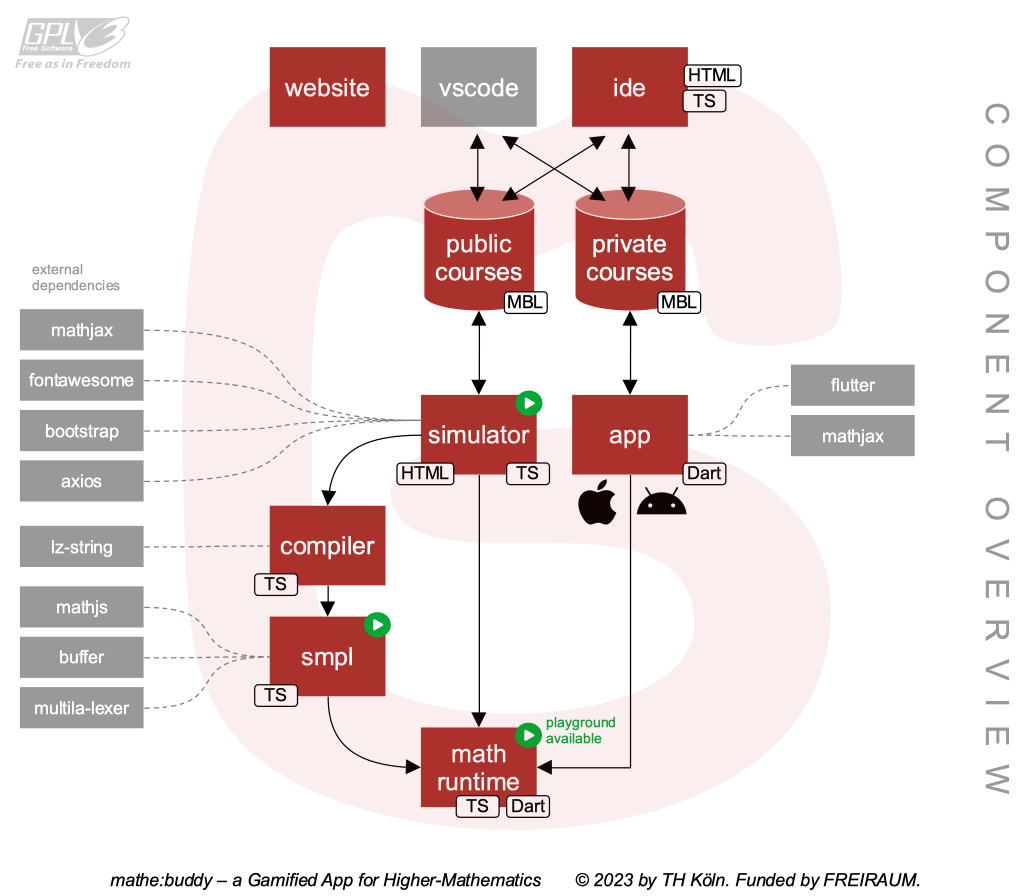 GPLv3
Free Software
Free as in Freedom
website
vscode
ide
HTML
TS
public
courses
MBL
private
courses
MBL
external
dependencies
mathjax
fontawesome
bootstrap
axios
lz-string
mathjs
buffer
multila-lexer
simulator
HTML
TS
app
Dart
flutter
mathjax
compiler
TS
smpl
TS
playground
available
math
runtime
TS
Dart
COMPONENT OVERVIEW
mathe:buddy – a Gamified App for Higher-Mathematics
© 2023 by TH Köln. Funded by FREIRAUM.